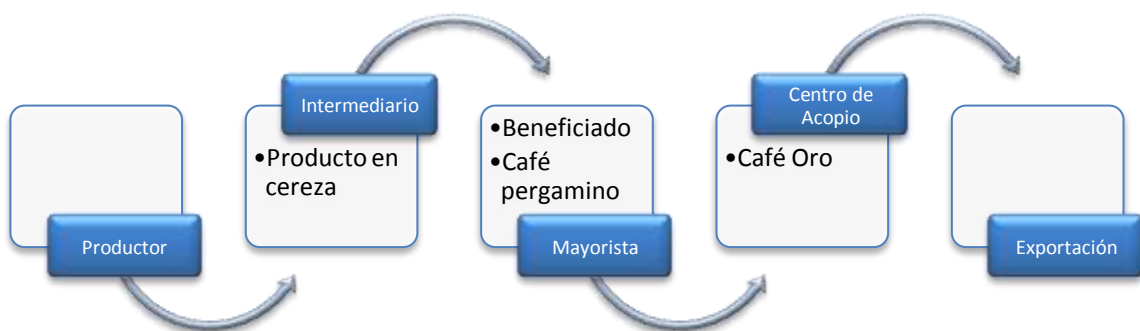 Productor
Intermediario
•Producto en
cereza
•Beneficiado
•Café
pergamino
Mayorista
Centro de
Acopio
•Café Oro
Exportación